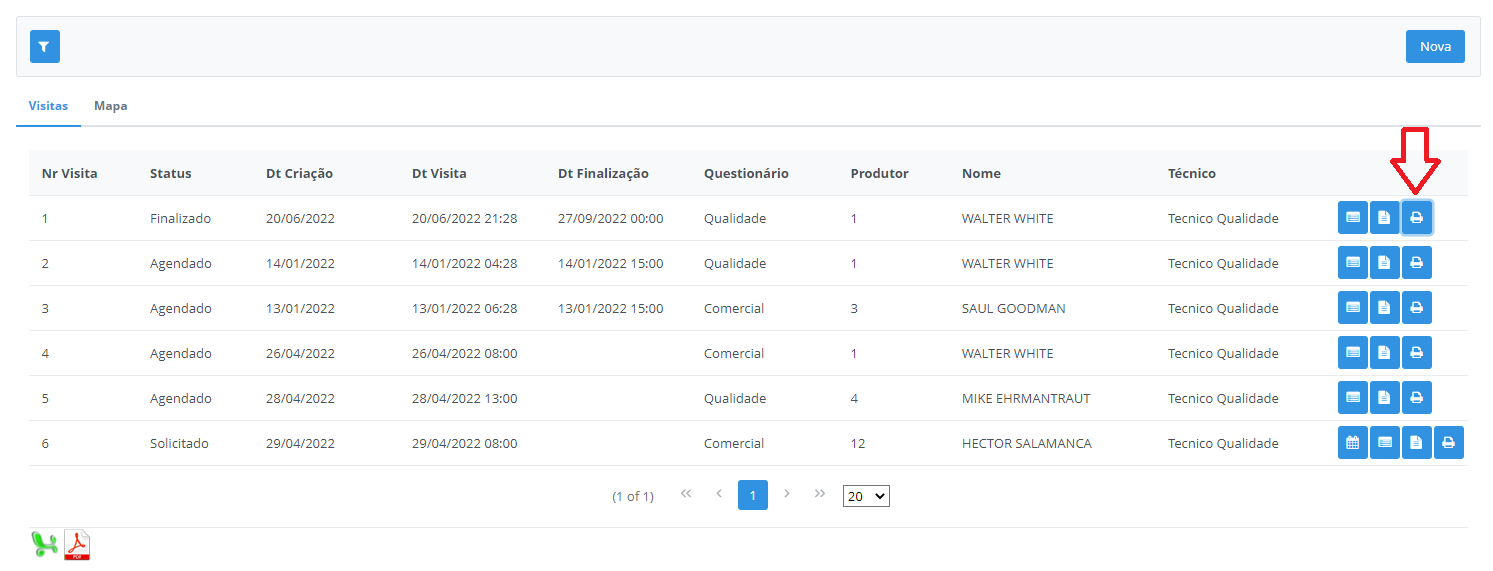 Nova
Visitas Mapa
Nr Visita Status Dt Criação Dt Visita Dt Finalização Questionário Produtor Nome Técnico
1 Finalizado 20/06/2022 20/06/2022 21:28 27/09/2022 00:00 Qualidade 1 WALTER WHITE Tecnico Qualidade
2 Agendado 14/01/2022 14/01/2022 04:28 14/01/2022 15:00 Qualidade 1 WALTER WHITE Tecnico Qualidade
3 Agendado 13/01/2022 13/01/2022 06:28 13/01/2022 15:00 Comercial 3 SAUL GOODMAN Tecnico Qualidade
4 Agendado 26/04/2022 26/04/2022 08:00 Comercial 1 WALTER WHITE Tecnico Qualidade
5 Agendado 28/04/2022 28/04/2022 13:00 Qualidade 4 MIKE EHRMANTRAUT Tecnico Qualidade
6 Solicitado 29/04/2022 29/04/2022 08:00 Comercial 12 HECTOR SALAMANCA Tecnico Qualidade
(1 of 1) 1 20
PDF